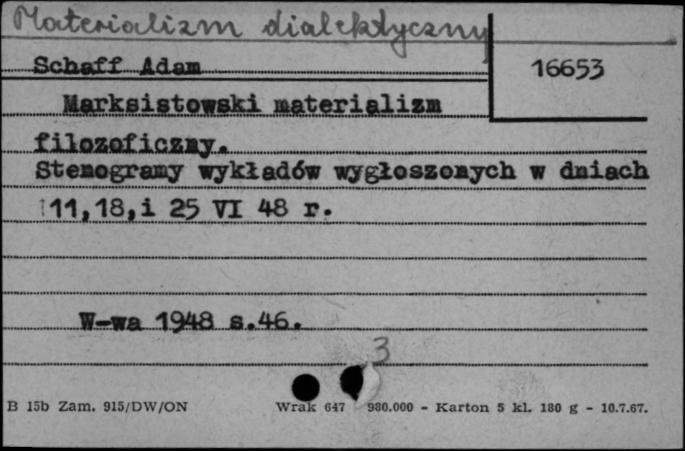 Materializm dialektyczny
Schaff Adam
16653
Marksistowski materializm
filozoficzny.
Stenogramy wykładów wygłoszonych w dniach
11,18,i 25 VI 48 r.
W-wa 1948 s.46.
3
B 15b Zam. 915/DW/ON Wrak 647 980.000 - Karton 5 kl. 180 g - 10.7.67.